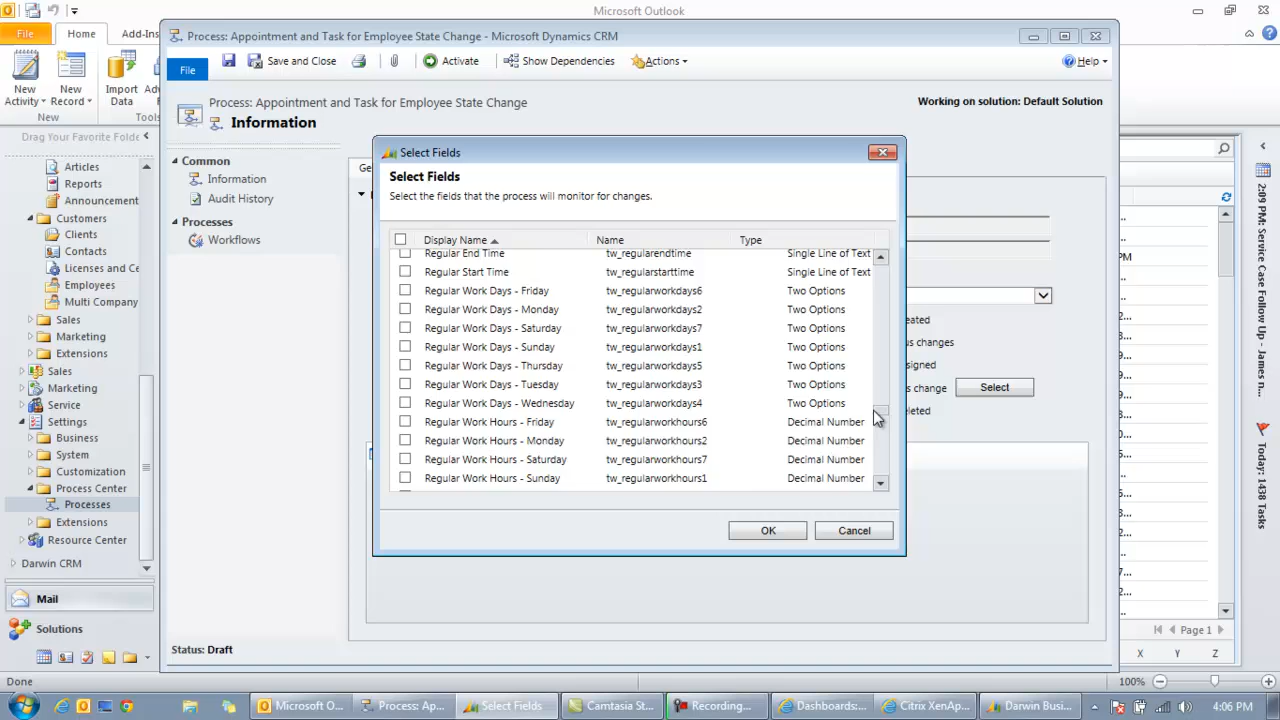 Microsoft Outlook
File
Home
Add-Ins
New
Activity
New
Record
Import
Data
New
Tools
Drag Your Favorite Folde
Articles
Reports
Announcement
Customers
Clients
Contacts
Licenses and Ce
Employees
Multi Company
Sales
Marketing
Extensions
Sales
Marketing
Service
Settings
Business
System
Customization
Process Center
Processes
Extensions
Resource Center
Darwin CRM
Mail
Solutions
Done
Process: Appointment and Task for Employee State Change - Microsoft Dynamics CRM
File
Save and Close
Activate
Show Dependencies
Actions
Help
Process: Appointment and Task for Employee State Change
Information
Working on solution: Default Solution
Common
Information
Audit History
Processes
Workflows
Ge
Select Fields
Select Fields
Select the fields that the process will monitor for changes.
Display Name Name Type
Regular End Time tw_regularendtime Single Line of Text
Regular Start Time tw_regularstarttime Single Line of Text
Regular Work Days - Friday tw_regularworkdays6 Two Options
Regular Work Days - Monday tw_regularworkdays2 Two Options
Regular Work Days - Saturday tw_regularworkdays7 Two Options
Regular Work Days - Sunday tw_regularworkdays1 Two Options
Regular Work Days - Thursday tw_regularworkdays5 Two Options
Regular Work Days - Tuesday tw_regularworkdays3 Two Options
Regular Work Days - Wednesday tw_regularworkdays4 Two Options
Regular Work Hours - Friday tw_regularworkhours6 Decimal Number
Regular Work Hours - Monday tw_regularworkhours2 Decimal Number
Regular Work Hours - Saturday tw_regularworkhours7 Decimal Number
Regular Work Hours - Sunday tw_regularworkhours1 Decimal Number
OK
Cancel
eated
us changes
signed
s change
Select
eleted
Status: Draft
PM
Page 1
X Y Z
2:09 PM: Service Case Follow Up - James n...
Today: 1438 Tasks
100%
Microsoft O...
Process: Ap...
Select Fields
Camtasia St...
Recording...
Dashboards:...
Citrix XenAp...
Darwin Busi...
4:06 PM